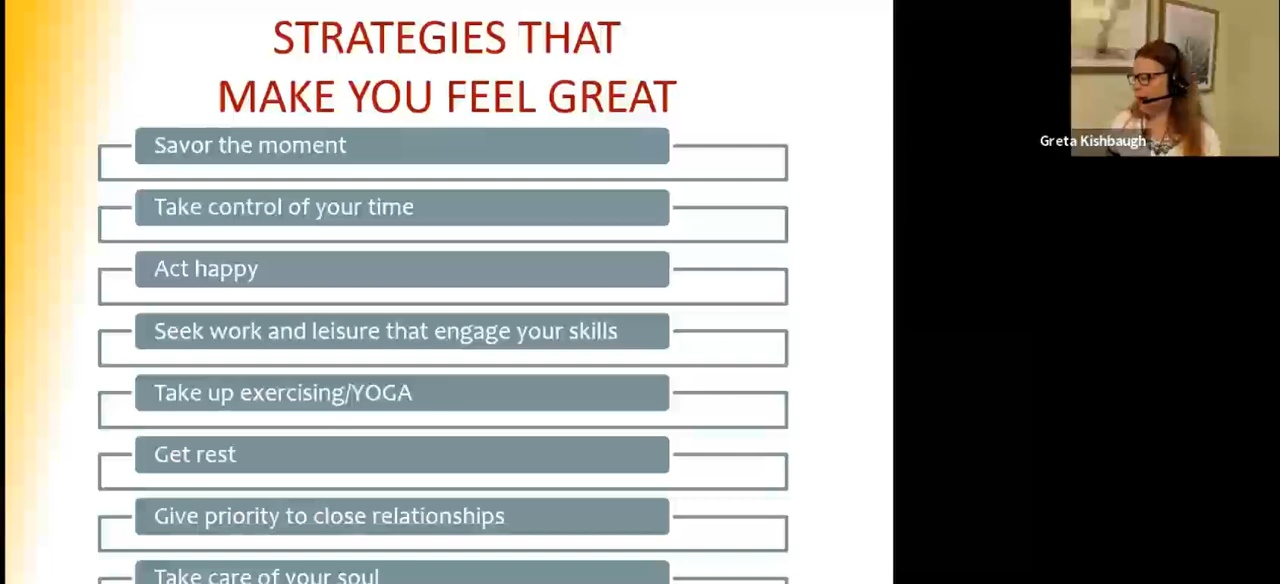 STRATEGIES THAT
MAKE YOU FEEL GREAT
Savor the moment
Take control of your time
Act happy
Seek work and leisure that engage your skills
Take up exercising/YOGA
Get rest
Give priority to close relationships
Take care of your soul
Greta Kishbaugh